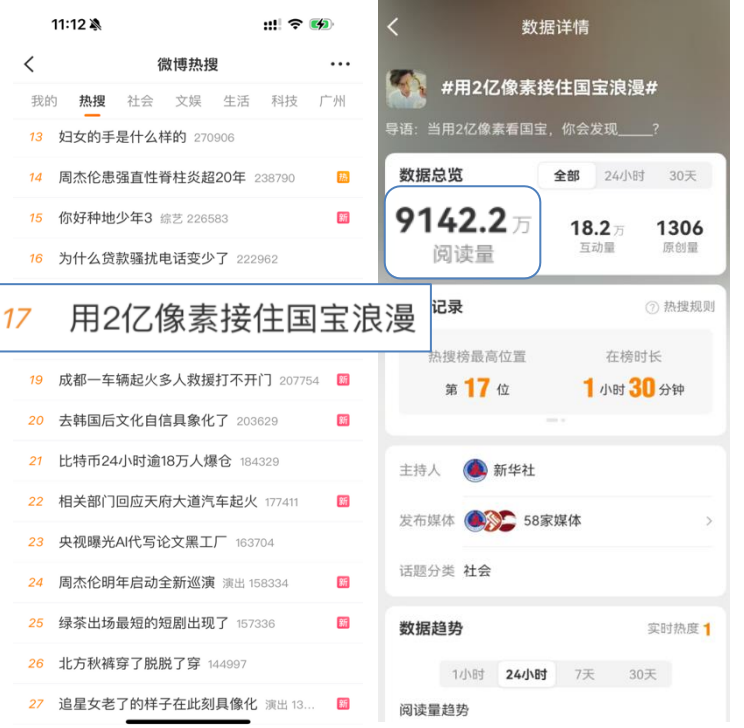 11:12
微博热搜
我的 热搜 社会 文娱 生活 科技 广州
13 妇女的手是什么样的 270906
14 周杰伦患强直性脊柱炎超20年 238790 热
15 你好种地少年3 综艺 226583 新
16 为什么贷款骚扰电话变少了 222962
17 用2亿像素接住国宝浪漫
19 成都一车辆起火多人救援打不开门 207754 新
20 去韩国后文化自信具象化了 203629 新
21 比特币24小时逾18万人爆仓 184329
22 相关部门回应天府大道汽车起火 177411 新
23 央视曝光AI代写论文黑工厂 163704
24 周杰伦明年启动全新巡演 演出 158334 新
25 绿茶出场最短的短剧出现了 157336 新
26 北方秋裤穿了脱脱了穿 144997
27 追星女老了的样子在此刻具像化 演出 13... 新
数据详情
#用2亿像素接住国宝浪漫#
导语: 当用2亿像素看国宝，你会发现_____?
数据总览 全部 24小时 30天
9142.2万 18.2万 1306
阅读量 互动量 原创量
记录 热搜规则
热搜榜最高位置 在榜时长
第 17 位 1小时30分钟
主持人 新华社
发布媒体 58家媒体
话题分类 社会
数据趋势 实时热度 1
1小时 24小时 7天 30天
阅读量趋势